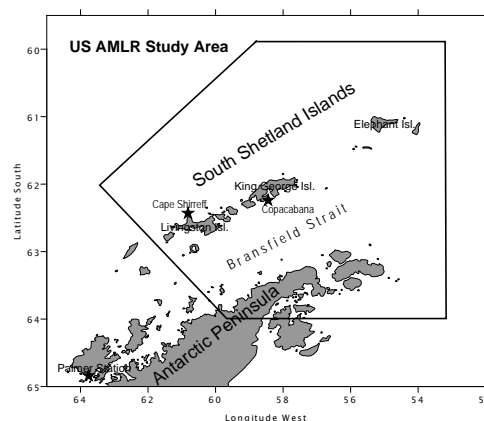 60
US AMLR Study Area
South Shetland Islands
61
Elephant Isl.
62
King George Isl.
Cape Shirreff
Copacabana
Livingston Isl.
Bransfield Strait
63
Latitude South
64
Antarctic Peninsula
Palmer Station
65
64 62 60 58 56 54 5
Longitude West